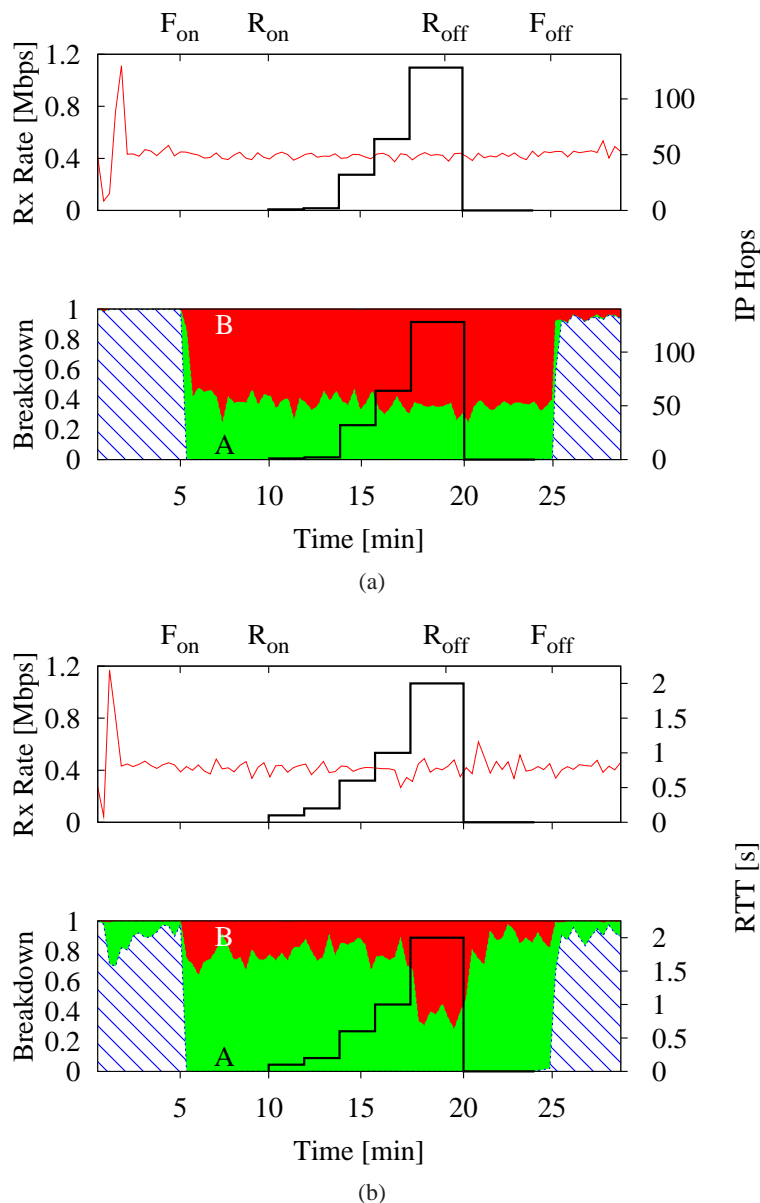 F_on R_on R_off F_off
1.2
0.8
0.4
0
Rx Rate [Mbps]
100
50
0
1
0.8
0.6
0.4
0.2
0
Breakdown
B
A
100
50
0
IP Hops
5 10 15 20 25
Time [min]
(a)
F_on R_on R_off F_off
1.2
0.8
0.4
0
Rx Rate [Mbps]
2
1.5
1
0.5
0
1
0.8
0.6
0.4
0.2
0
Breakdown
B
A
2
1.5
1
0.5
0
RTT [s]
5 10 15 20 25
Time [min]
(b)